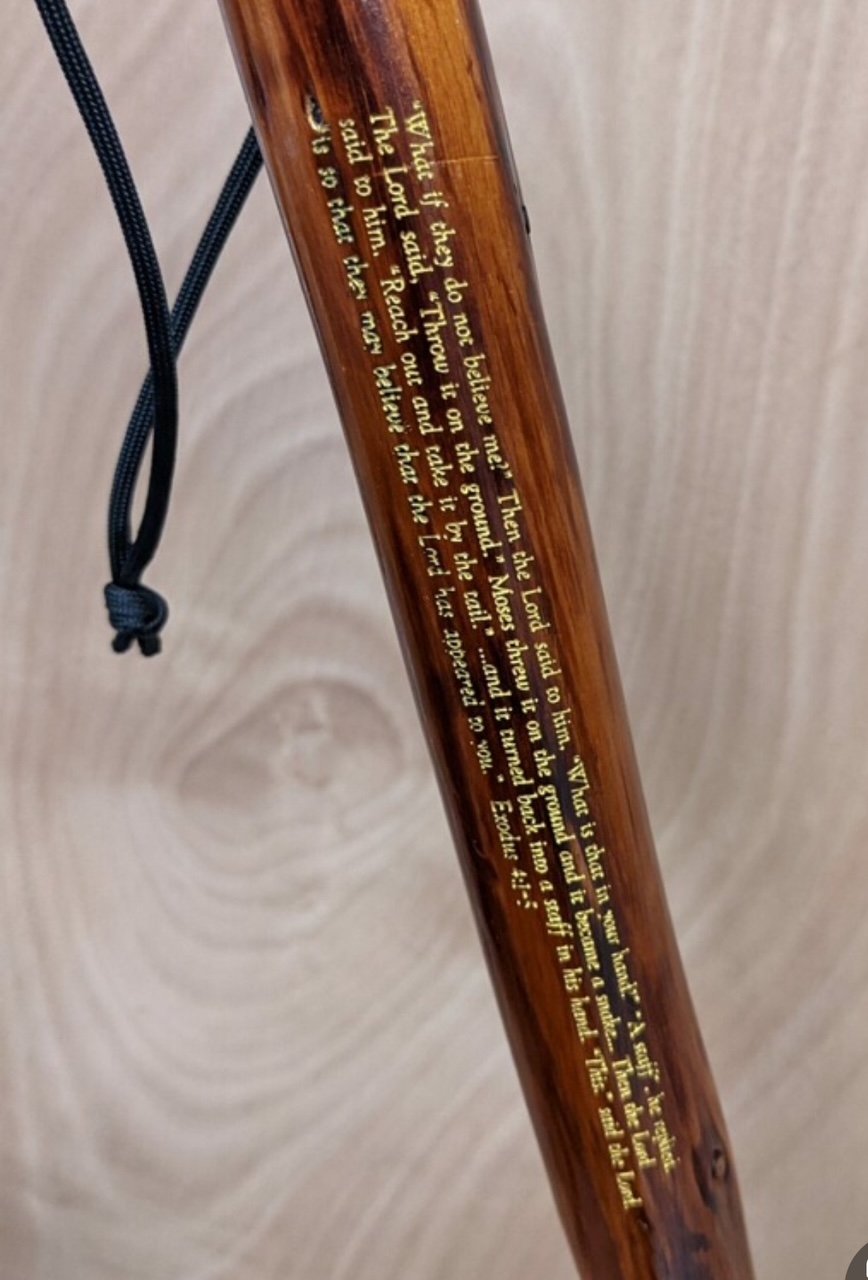 "What if they do not believe me?" Then the Lord said to him, "What is that in your hand?" "A staff", he replied.
The Lord said, "Throw it on the ground." Moses threw it on the ground and it became a snake... Then the Lord
said to him, "Reach out and take it by the tail." ...and it turned back into a staff in his hand. "This," said the Lord
"is so that they may believe that the Lord has appeared to you." Exodus 4:1-5